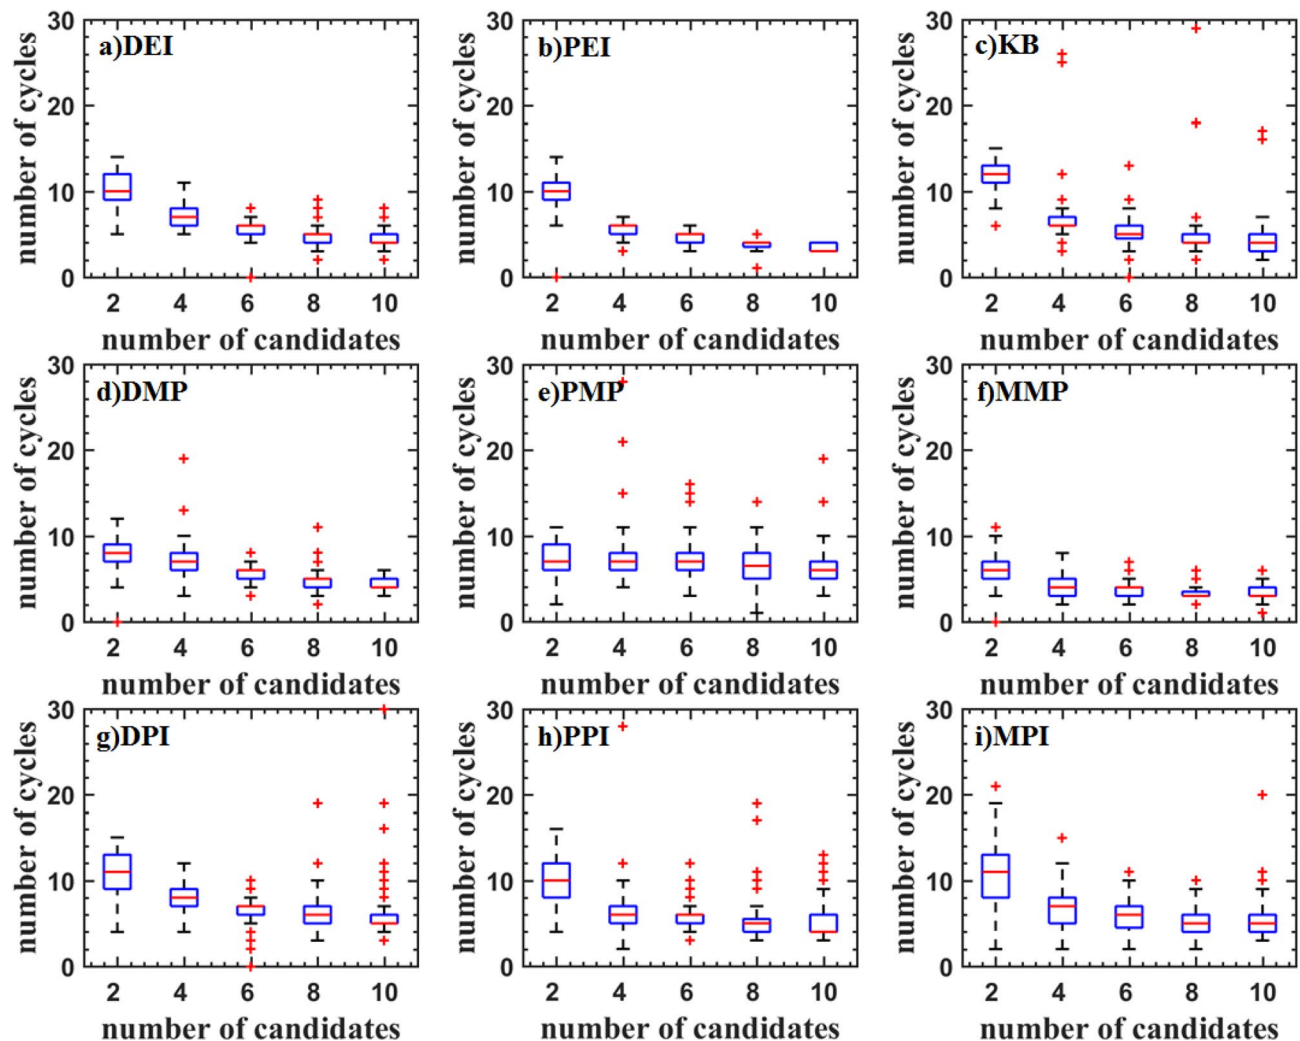 a)DEI
number of cycles
30
20
10
0
2 4 6 8 10
number of candidates
b)PEI
number of cycles
30
20
10
0
2 4 6 8 10
number of candidates
c)KB
number of cycles
30
20
10
0
2 4 6 8 10
number of candidates
d)DMP
number of cycles
30
20
10
0
2 4 6 8 10
number of candidates
e)PMP
number of cycles
30
20
10
0
2 4 6 8 10
number of candidates
f)MMP
number of cycles
30
20
10
0
2 4 6 8 10
number of candidates
g)DPI
number of cycles
30
20
10
0
2 4 6 8 10
number of candidates
h)PPI
number of cycles
30
20
10
0
2 4 6 8 10
number of candidates
i)MPI
number of cycles
30
20
10
0
2 4 6 8 10
number of candidates